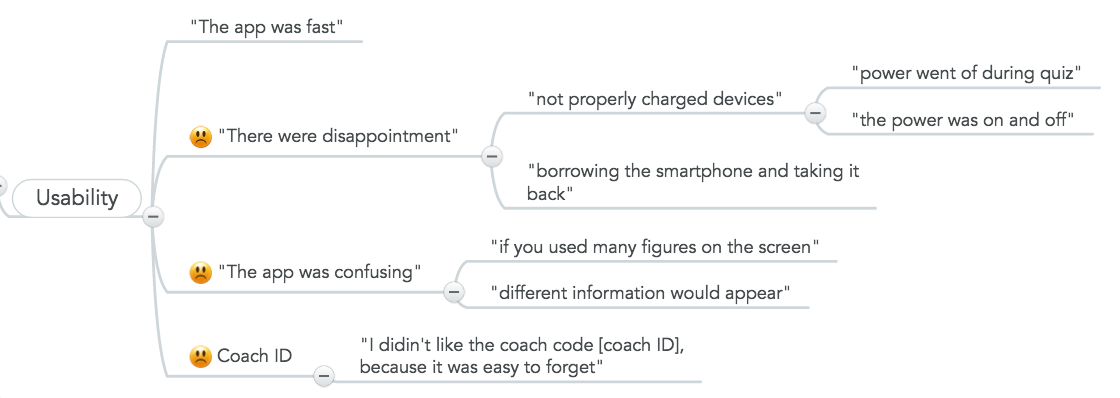 "The app was fast"
"power went of during quiz"
"not properly charged devices"
"the power was on and off"
"There were disappointment"
"borrowing the smartphone and taking it
back"
Usability
"if you used many figures on the screen"
"The app was confusing"
"different information would appear"
"I didin't like the coach code [coach ID],
Coach ID
because it was easy to forget"